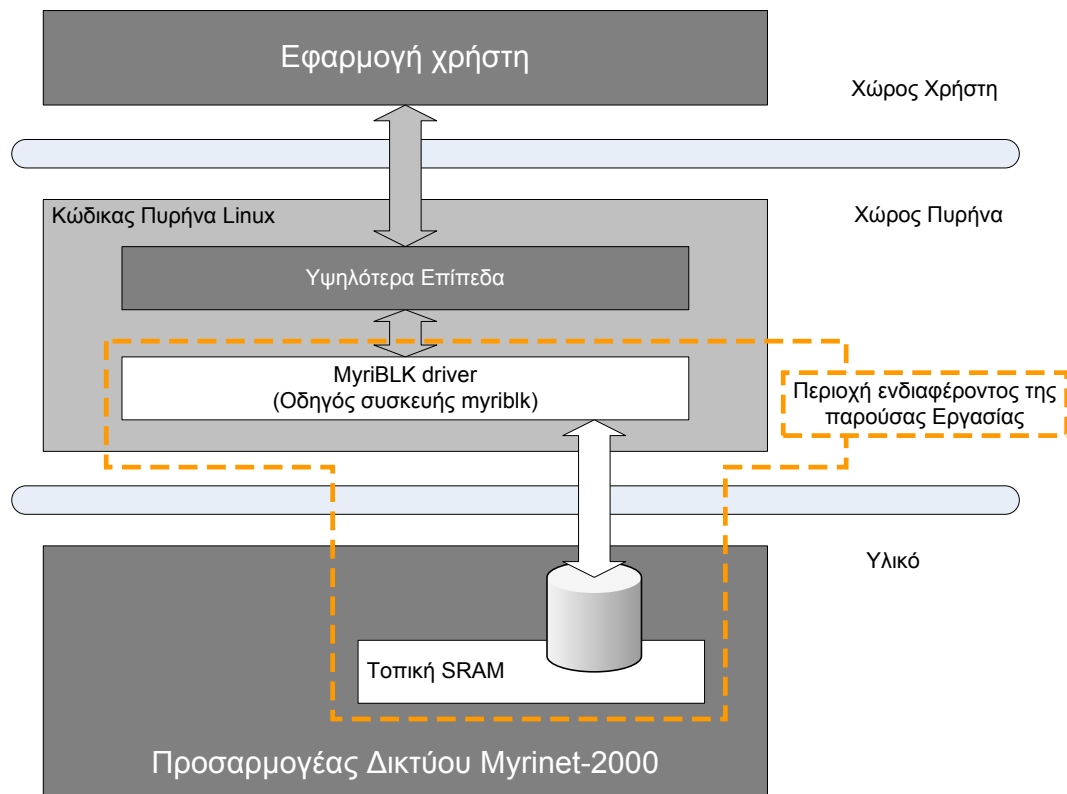 Εφαρμογή χρήστη
Χώρος Χρήστη
Κώδικας Πυρήνα Linux
Χώρος Πυρήνα
Υψηλότερα Επίπεδα
MyriBLK driver
(Οδηγός συσκευής myriblk)
Περιοχή ενδιαφέροντος της
παρούσας Εργασίας
Υλικό
Τοπική SRAM
Προσαρμογέας Δικτύου Myrinet-2000